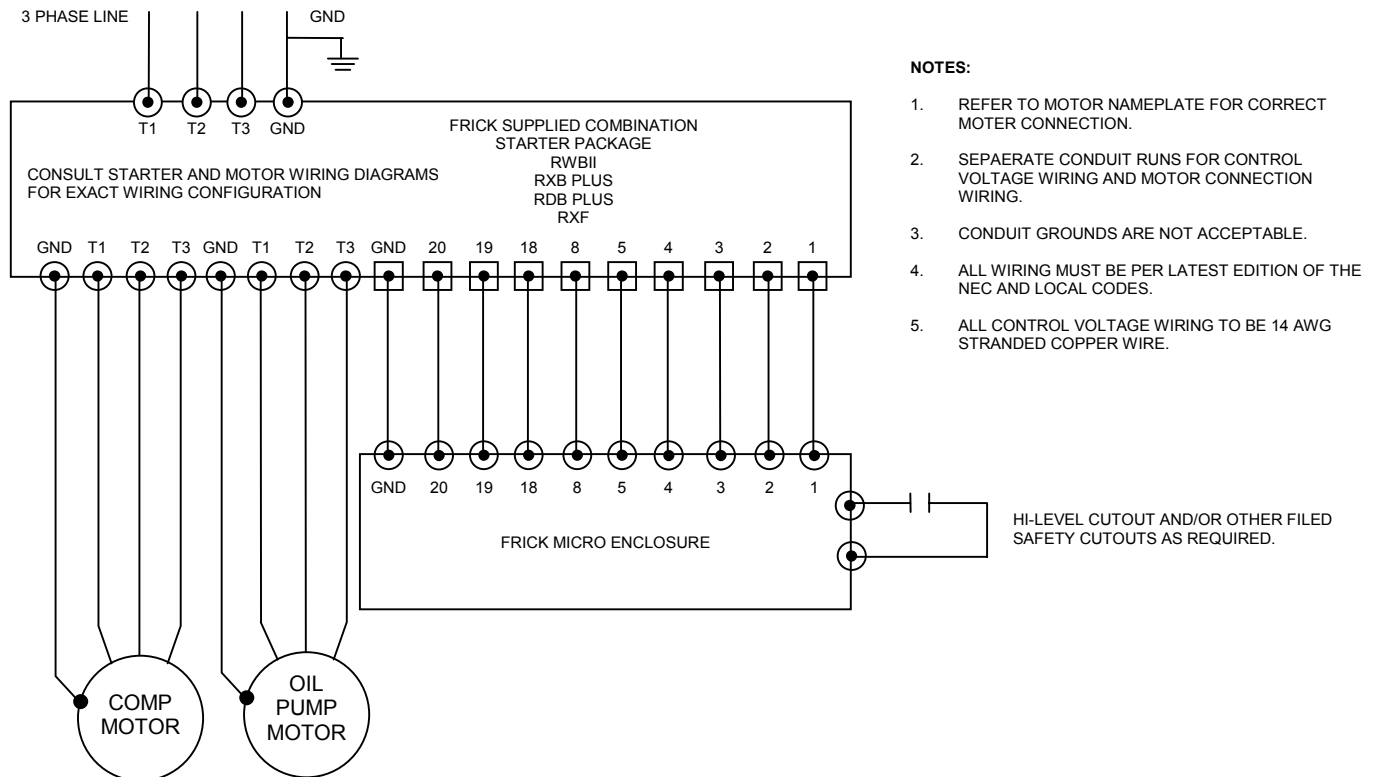 3 PHASE LINE GND
T1 T2 T3 GND
FRICK SUPPLIED COMBINATION
STARTER PACKAGE
RWBII
RXB PLUS
RDB PLUS
RXF
CONSULT STARTER AND MOTOR WIRING DIAGRAMS
FOR EXACT WIRING CONFIGURATION
GND T1 T2 T3 GND T1 T2 T3 GND 20 19 18 8 5 4 3 2 1
GND 20 19 18 8 5 4 3 2 1
FRICK MICRO ENCLOSURE
HI-LEVEL CUTOUT AND/OR OTHER FILED
SAFETY CUTOUTS AS REQUIRED.
COMP
MOTOR
OIL
PUMP
MOTOR
NOTES:
1. REFER TO MOTOR NAMEPLATE FOR CORRECT
MOTER CONNECTION.
2. SEPAERATE CONDUIT RUNS FOR CONTROL
VOLTAGE WIRING AND MOTOR CONNECTION
WIRING.
3. CONDUIT GROUNDS ARE NOT ACCEPTABLE.
4. ALL WIRING MUST BE PER LATEST EDITION OF THE
NEC AND LOCAL CODES.
5. ALL CONTROL VOLTAGE WIRING TO BE 14 AWG
STRANDED COPPER WIRE.